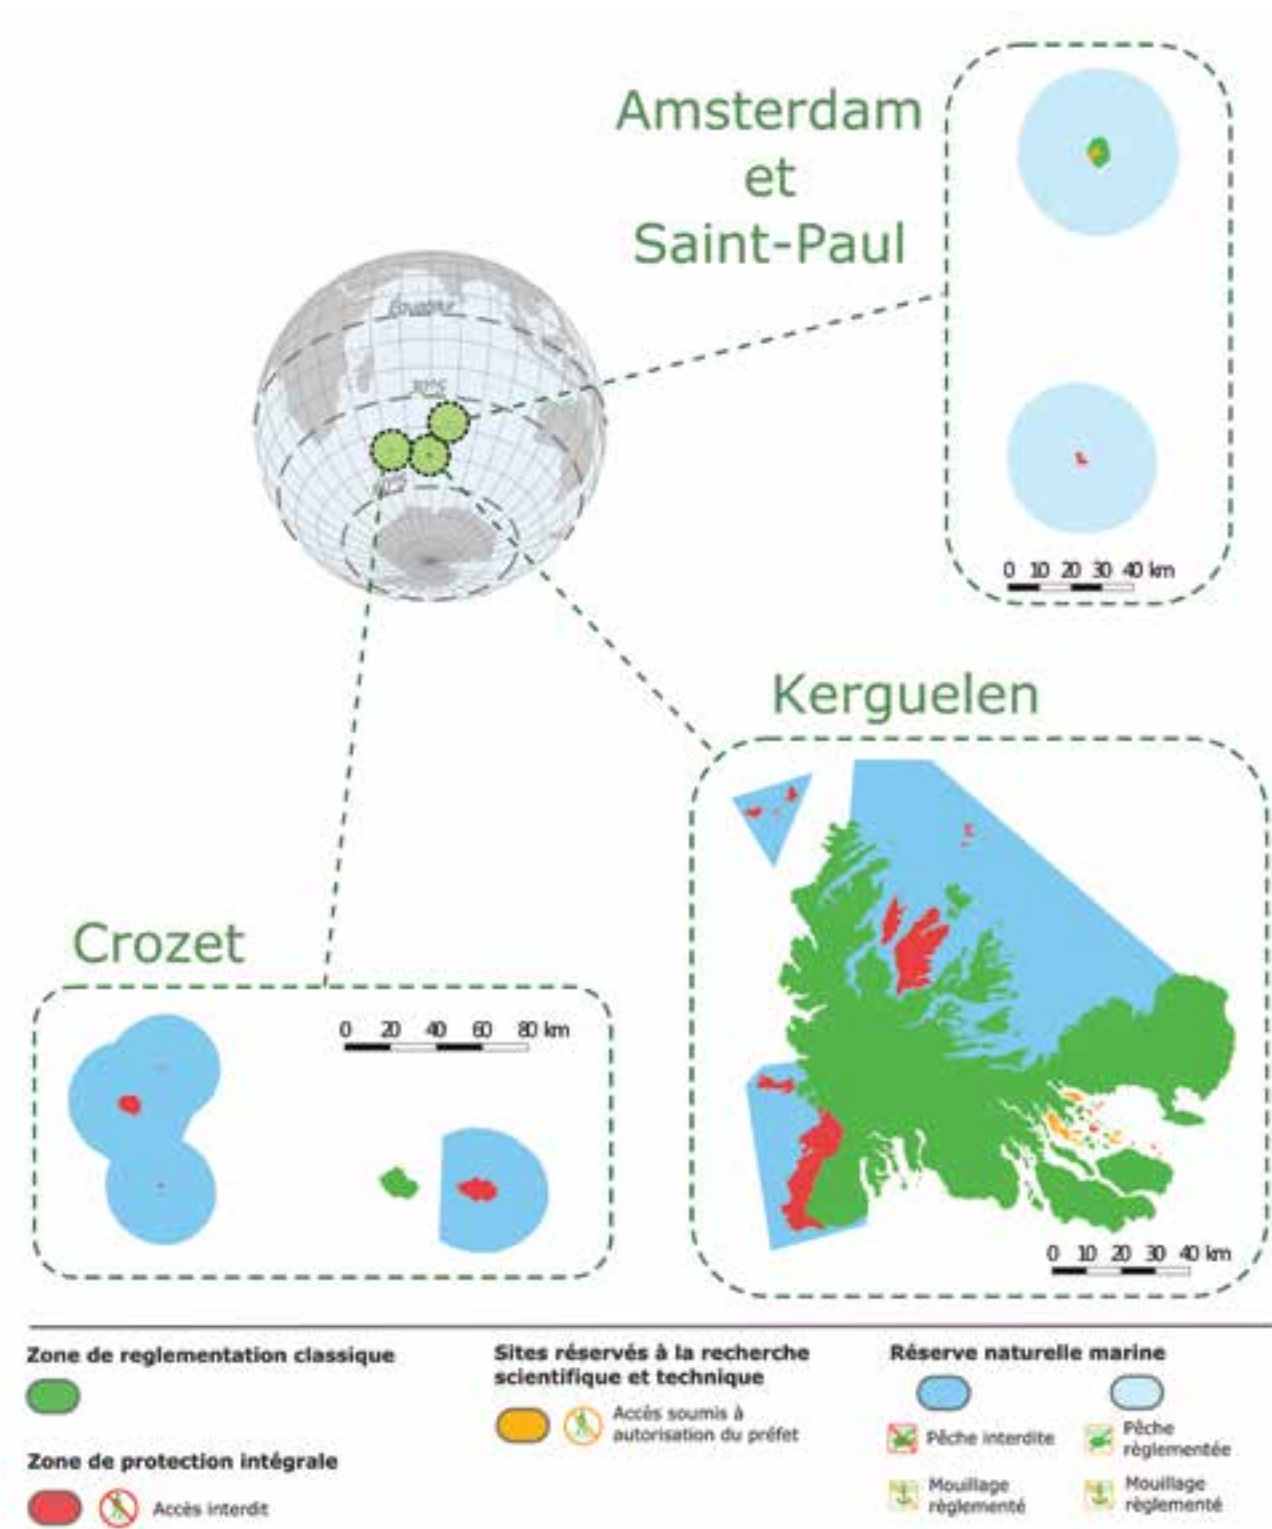 Amsterdam
et
Saint-Paul
Équateur
30°S
60°S
0 10 20 30 40 km
Kerguelen
Crozet
0 20 40 60 80 km
0 10 20 30 40 km
Zone de reglementation classique
Zone de protection intégrale
Accès interdit
Sites réservés à la recherche
scientifique et technique
Accès soumis à
autorisation du préfet
Réserve naturelle marine
Pêche interdite
Pêche
règlementée
Mouillage
règlementé
Mouillage
règlementé